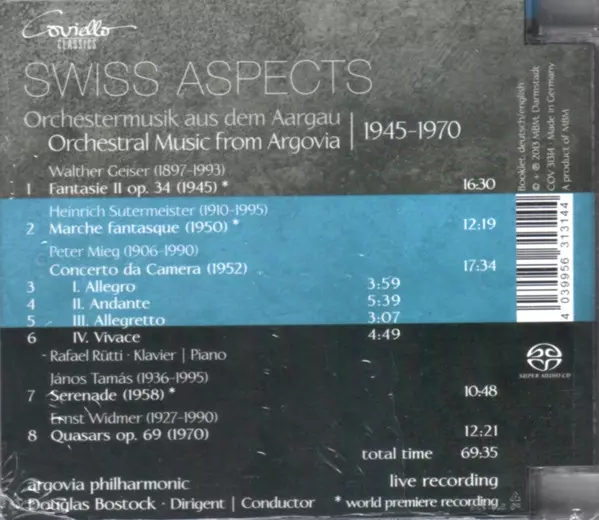 Coviello
CLASSICS
SWISS ASPECTS
Orchestermusik aus dem Aargau
Orchestral Music from Argovia | 1945-1970
Walther Geiser (1897-1993)
1 Fantasie II op. 34 (1945) * 16:30
Heinrich Sutermeister (1910-1995)
2 Marche fantasque (1950) * 12:19
Peter Mieg (1906-1990)
Concerto da Camera (1952) 17:34
3 I. Allegro 3:59
4 II. Andante 5:39
5 III. Allegretto 3:07
6 IV. Vivace 4:49
Rafael Rütti · Klavier | Piano
János Tamás (1936-1995)
7 Serenade (1958) * 10:48
Ernst Widmer (1927-1990)
8 Quasars op. 69 (1970) 12:21
total time 69:35
argovia philharmonic live recording
Douglas Bostock · Dirigent | Conductor * world premiere recording
Booklet: deutsch/english
© + ℗ 2013 MBM, Darmstadt
COV 31314 · Made in Germany
A product of MBM
4 039956 313144
SUPER AUDIO CD